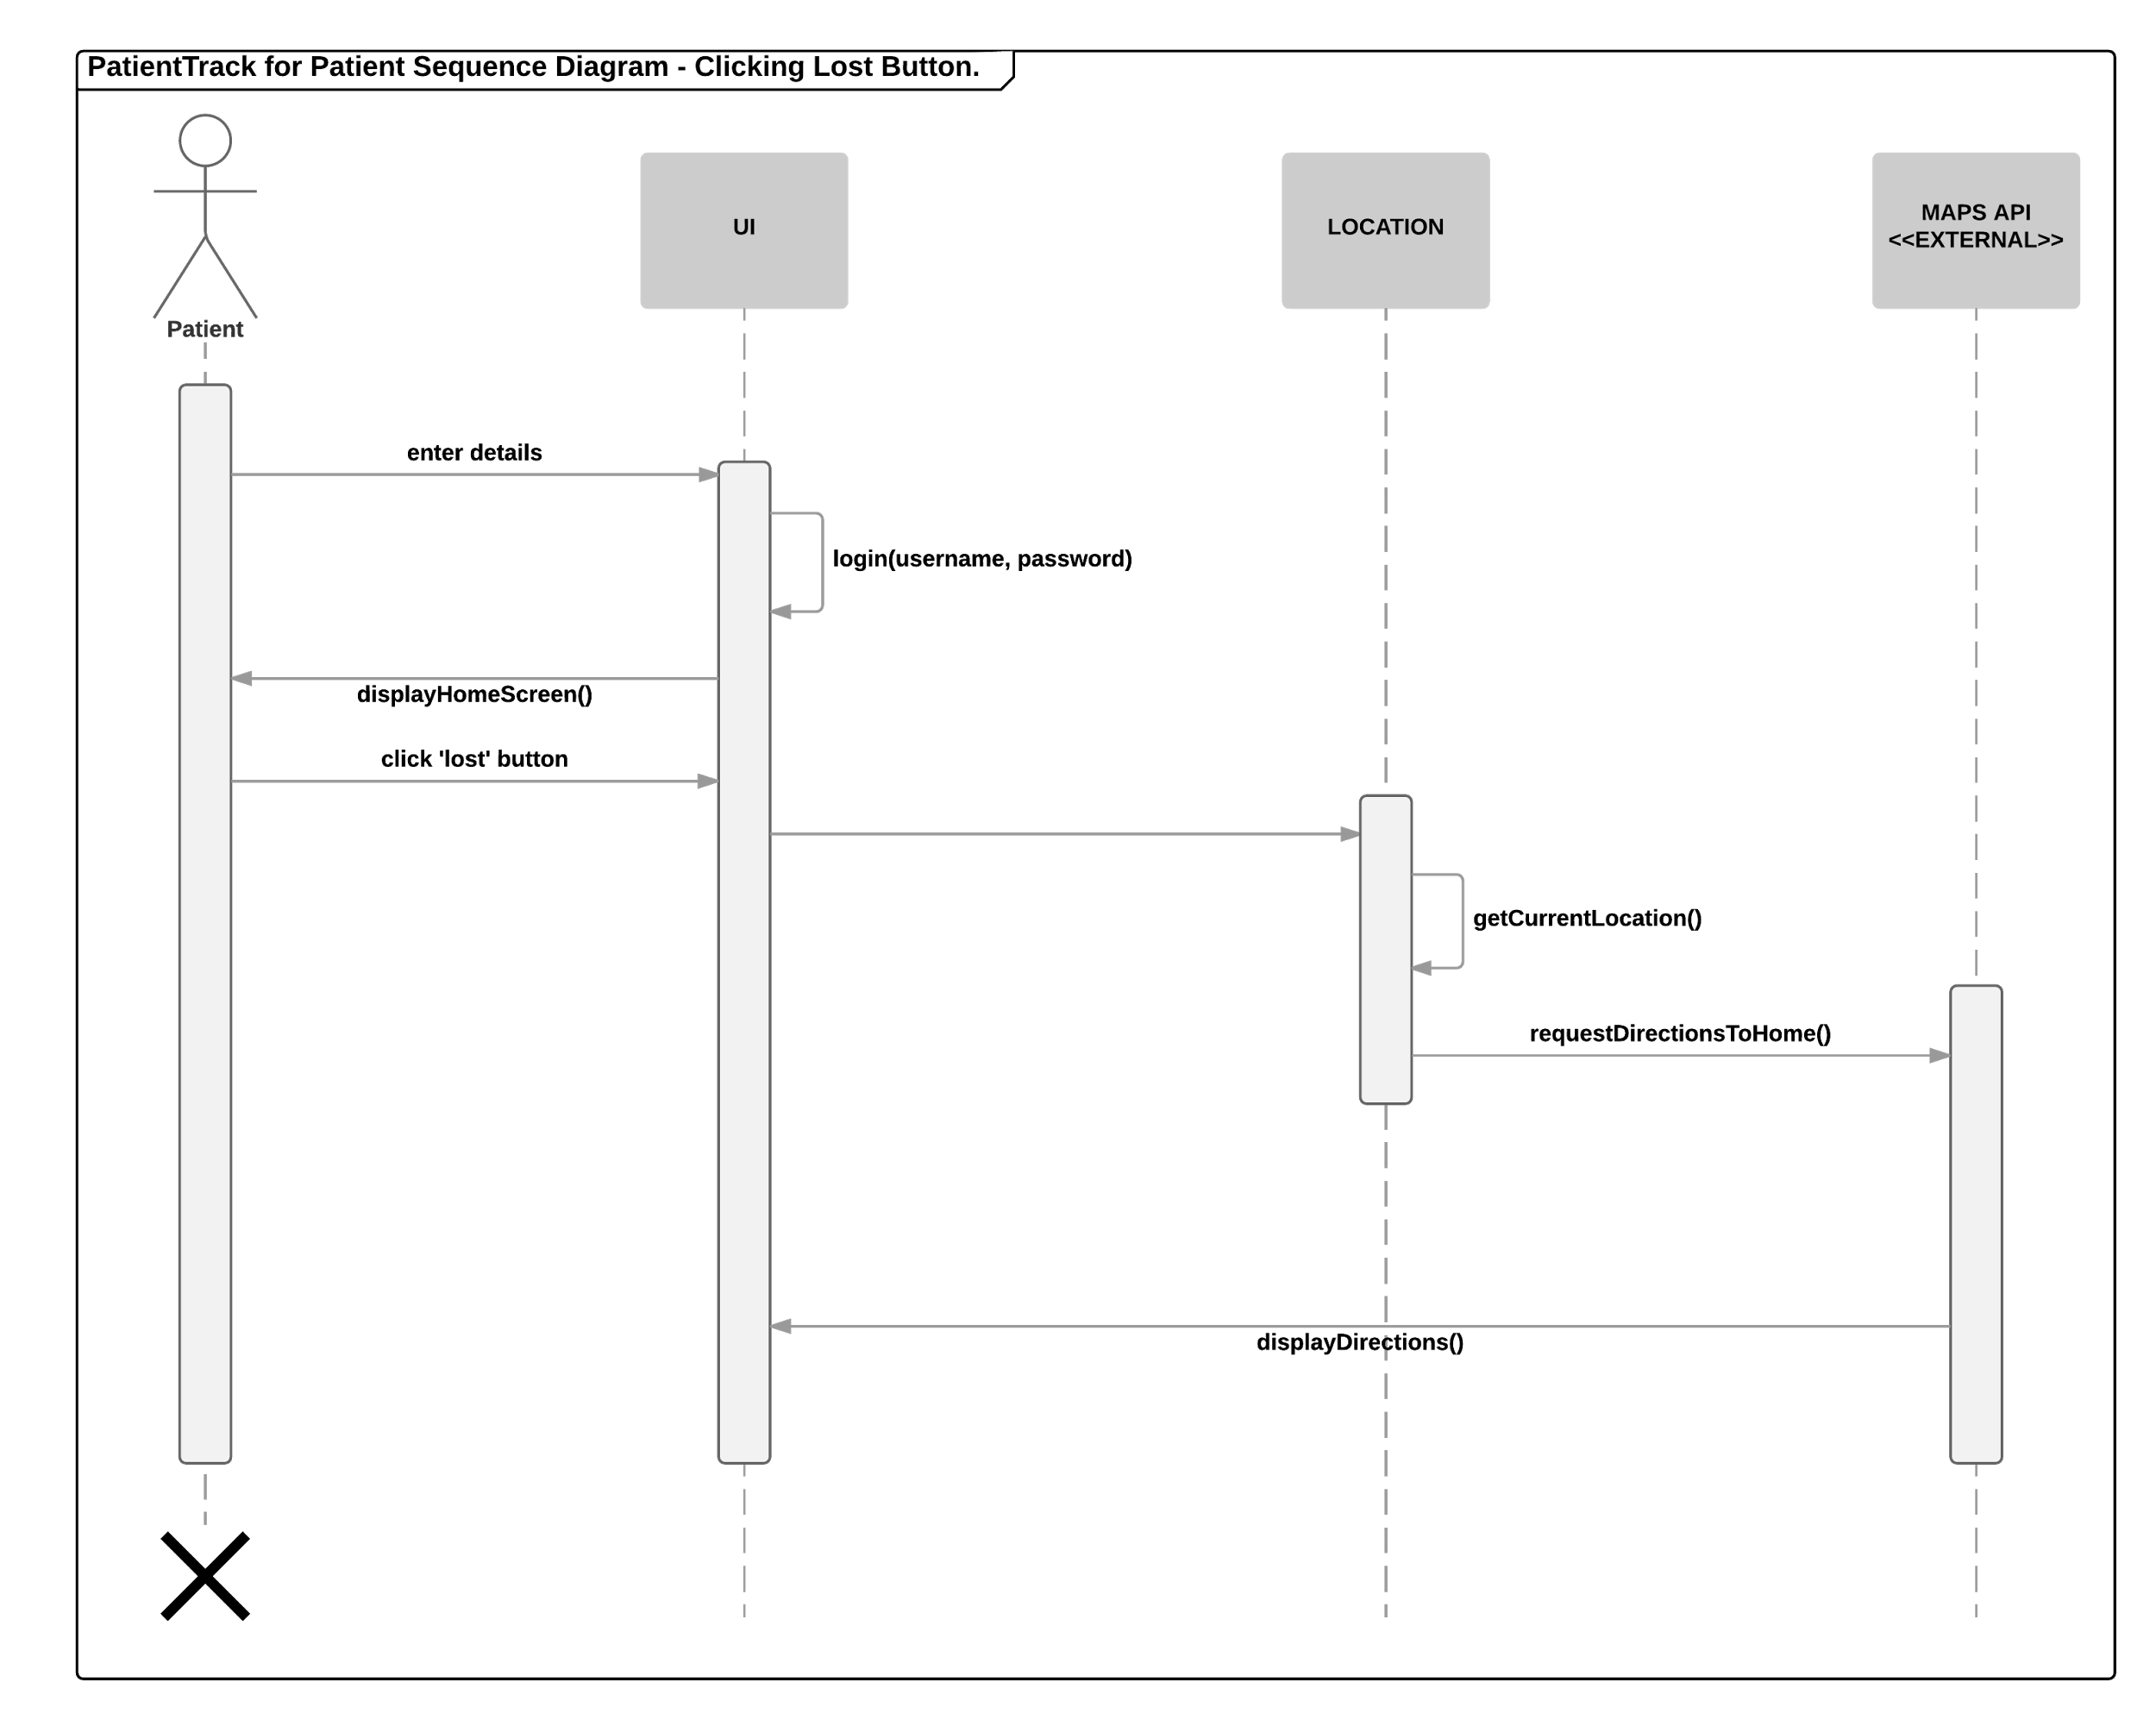 PatientTrack for Patient Sequence Diagram - Clicking Lost Button.
UI
LOCATION
MAPS API
<<EXTERNAL>>
Patient
enter details
login(username, password)
displayHomeScreen()
click 'lost' button
getCurrentLocation()
requestDirectionsToHome()
displayDirections()